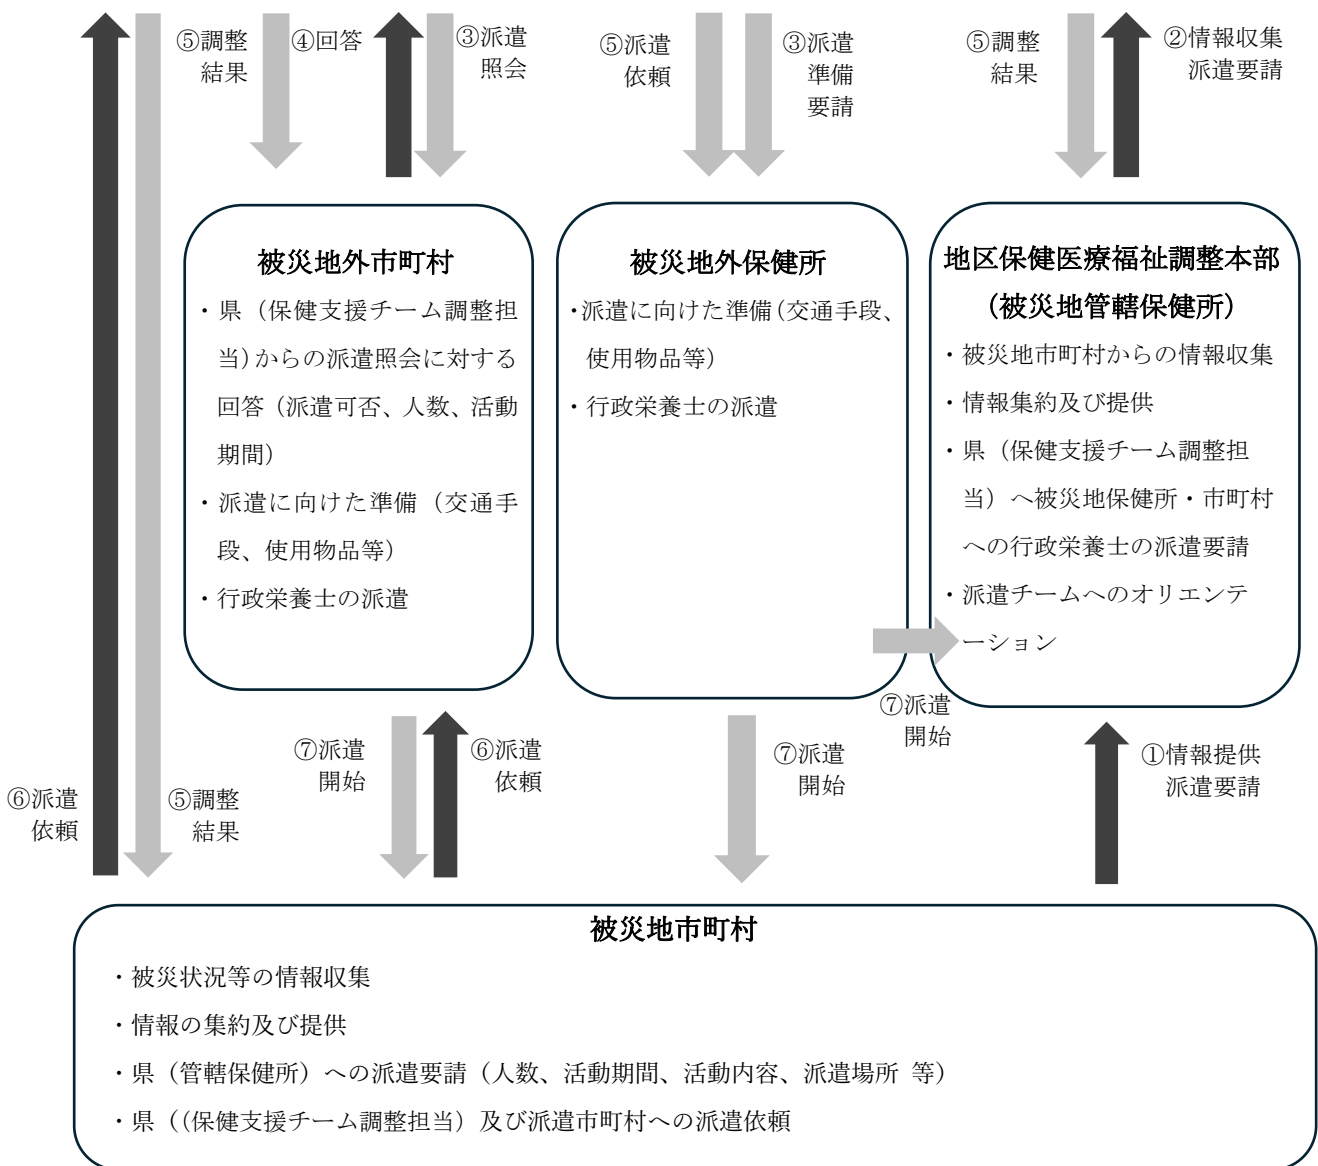 ⑤調整
結果
④回答
③派遣
照会
⑤派遣
依頼
③派遣
準備
要請
⑤調整
結果
②情報収集
派遣要請
被災地外市町村
・県（保健支援チーム調整担
当）からの派遣照会に対する
回答（派遣可否、人数、活動
期間）
・派遣に向けた準備（交通手
段、使用物品等）
・行政栄養士の派遣
被災地外保健所
・派遣に向けた準備（交通手段、
使用物品等）
・行政栄養士の派遣
地区保健医療福祉調整本部
（被災地管轄保健所）
・被災地市町村からの情報収集
・情報集約及び提供
・県（保健支援チーム調整担
当）へ被災地保健所・市町村
への行政栄養士の派遣要請
・派遣チームへのオリエンテ
ーション
⑦派遣
開始
⑥派遣
依頼
⑤調整
結果
⑦派遣
開始
⑥派遣
依頼
⑦派遣
開始
①情報提供
派遣要請
被災地市町村
・被災状況等の情報収集
・情報の集約及び提供
・県（管轄保健所）への派遣要請（人数、活動期間、活動内容、派遣場所 等）
・県（(保健支援チーム調整担当）及び派遣市町村への派遣依頼